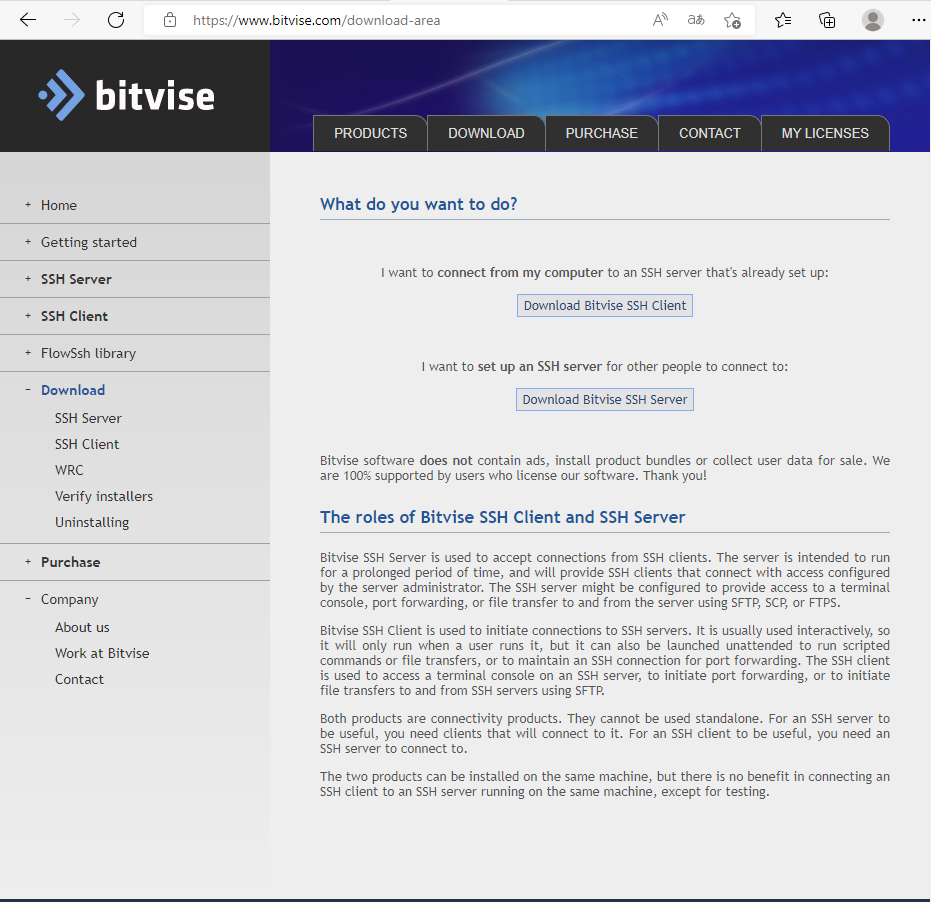 https://www.bitvise.com/download-area
bitvise
PRODUCTS
DOWNLOAD
PURCHASE
CONTACT
MY LICENSES
+ Home
+ Getting started
+ SSH Server
+ SSH Client
+ FlowSsh library
- Download
SSH Server
SSH Client
WRC
Verify installers
Uninstalling
+ Purchase
- Company
About us
Work at Bitvise
Contact
What do you want to do?
I want to connect from my computer to an SSH server that's already set up:
Download Bitvise SSH Client
I want to set up an SSH server for other people to connect to:
Download Bitvise SSH Server
Bitvise software does not contain ads, install product bundles or collect user data for sale. We
are 100% supported by users who license our software. Thank you!
The roles of Bitvise SSH Client and SSH Server
Bitvise SSH Server is used to accept connections from SSH clients. The server is intended to run
for a prolonged period of time, and will provide SSH clients that connect with access configured
by the server administrator. The SSH server might be configured to provide access to a terminal
console, port forwarding, or file transfer to and from the server using SFTP, SCP, or FTPS.
Bitvise SSH Client is used to initiate connections to SSH servers. It is usually used interactively, so
it will only run when a user runs it, but it can also be launched unattended to run scripted
commands or file transfers, or to maintain an SSH connection for port forwarding. The SSH client
is used to access a terminal console on an SSH server, to initiate port forwarding, or to initiate
file transfers to and from SSH servers using SFTP.
Both products are connectivity products. They cannot be used standalone. For an SSH server to
be useful, you need clients that will connect to it. For an SSH client to be useful, you need an
SSH server to connect to.
The two products can be installed on the same machine, but there is no benefit in connecting an
SSH client to an SSH server running on the same machine, except for testing.